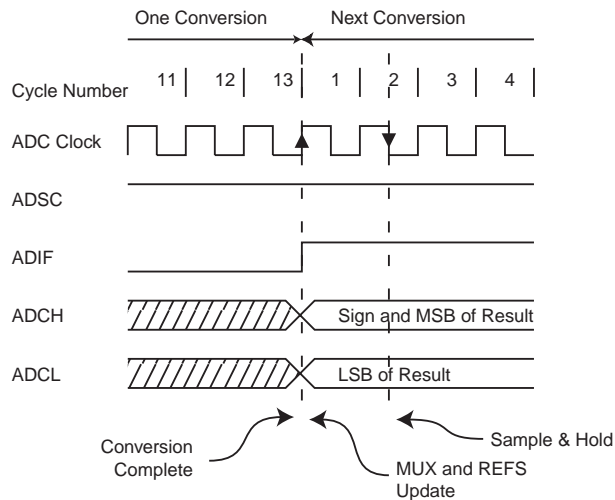 One Conversion Next Conversion
Cycle Number 11 12 13 1 2 3 4
ADC Clock
ADSC
ADIF
ADCH Sign and MSB of Result
ADCL LSB of Result
Conversion
Complete
MUX and REFS
Update
Sample & Hold